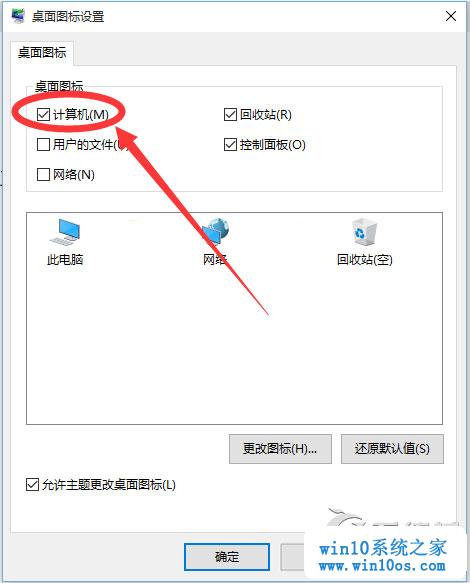 桌面图标设置
桌面图标
桌面图标
计算机(M)
回收站(R)
用户的文件(U)
控制面板(O)
网络(N)
此电脑
网络
回收站(空)
更改图标(H)...
还原默认值(S)
允许主题更改桌面图标(L)
确定
win10系统之家
www.win10os.com